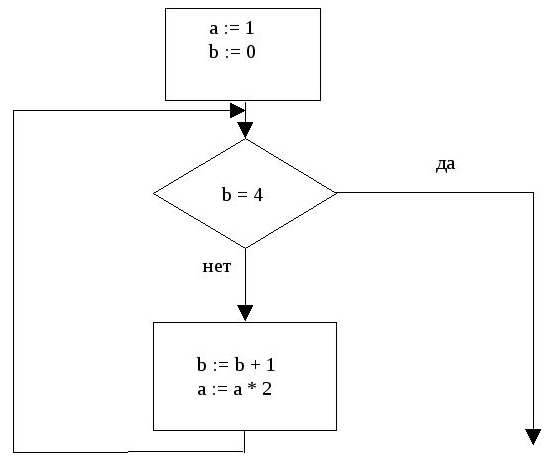 a := 1
b := 0
да
b = 4
нет
b := b + 1
a := a * 2